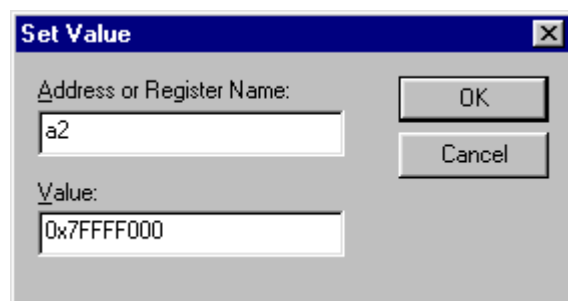 Set Value
Address or Register Name:
OK
a2
Cancel
Value:
0x7FFFF000